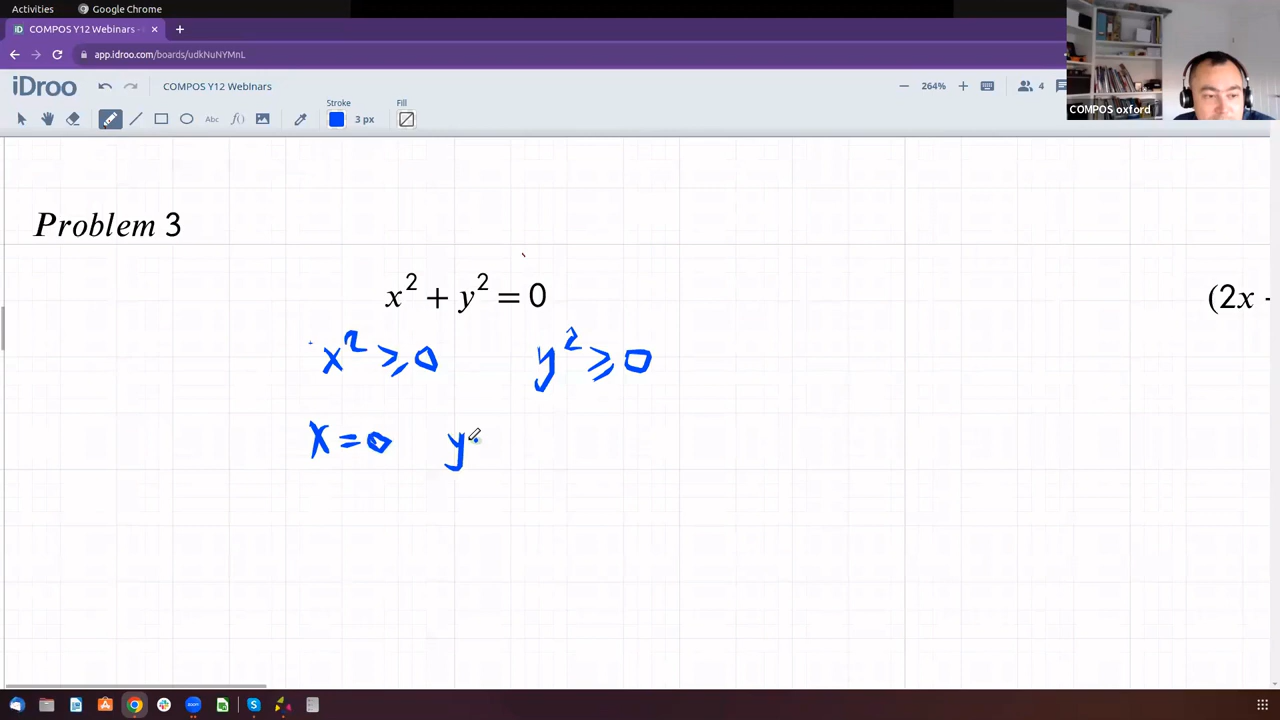 Activities Google Chrome
COMPOS Y12 Webinars -
app.idroo.com/boards/udkNuNYMnL
iDroo COMPOS Y12 Webinars 264% 4
Stroke Fill
3 px
Abc f()
COMPOS oxford
Problem 3
x² + y² = 0
(2x -
x² ⩾ 0 y² ⩾ 0
x = 0 y